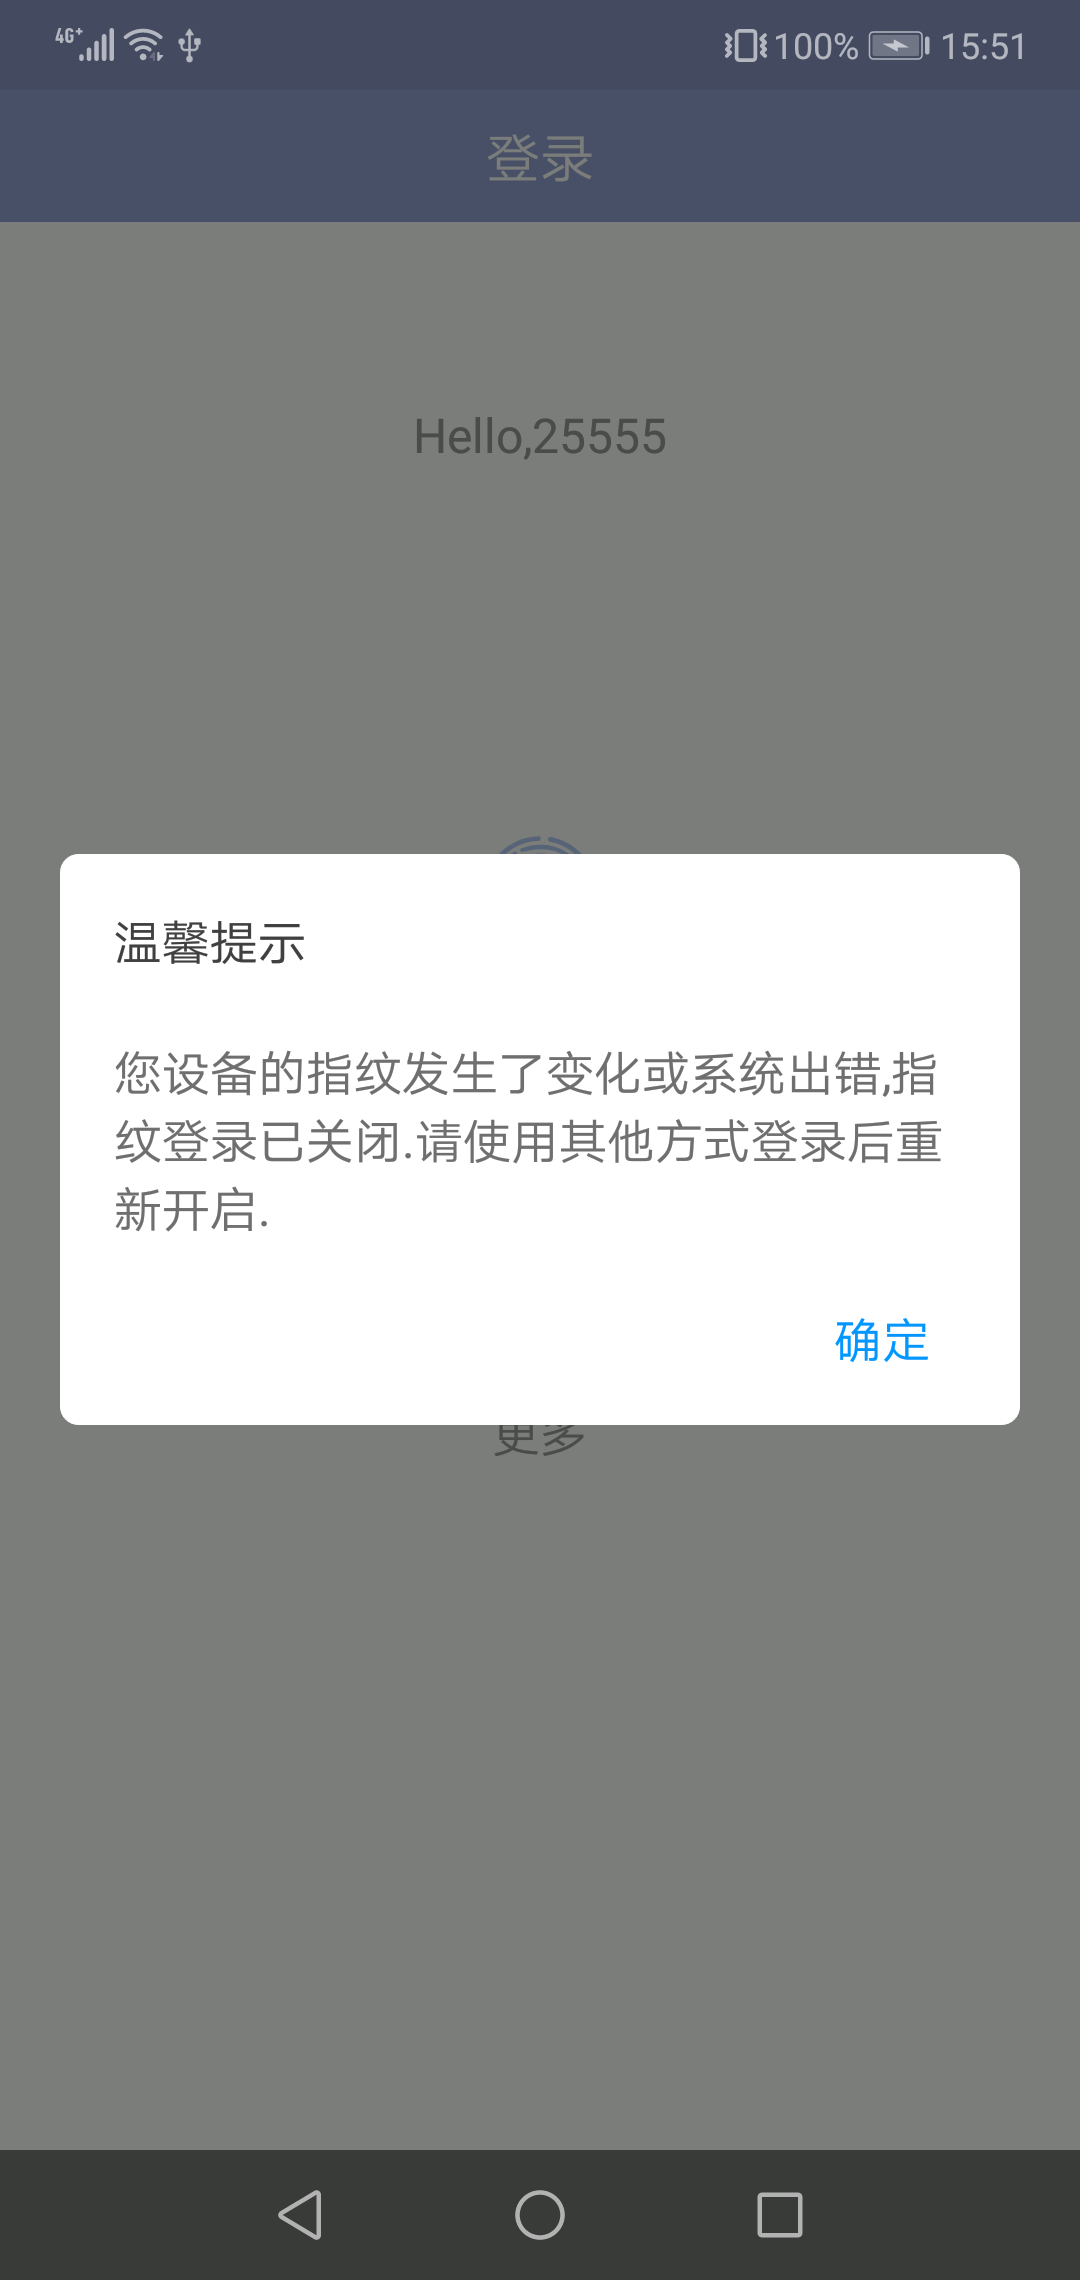 4G+ 100% 15:51
登录
Hello,25555
温馨提示
您设备的指纹发生了变化或系统出错,指
纹登录已关闭.请使用其他方式登录后重
新开启.
确定
更多